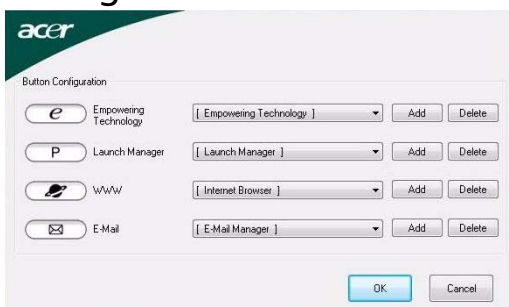 acer
Button Configuration
e Empowering Technology [ Empowering Technology ] Add Delete
P Launch Manager [ Launch Manager ] Add Delete
WWW [ Internet Browser ] Add Delete
E-Mail [ E-Mail Manager ] Add Delete
OK Cancel